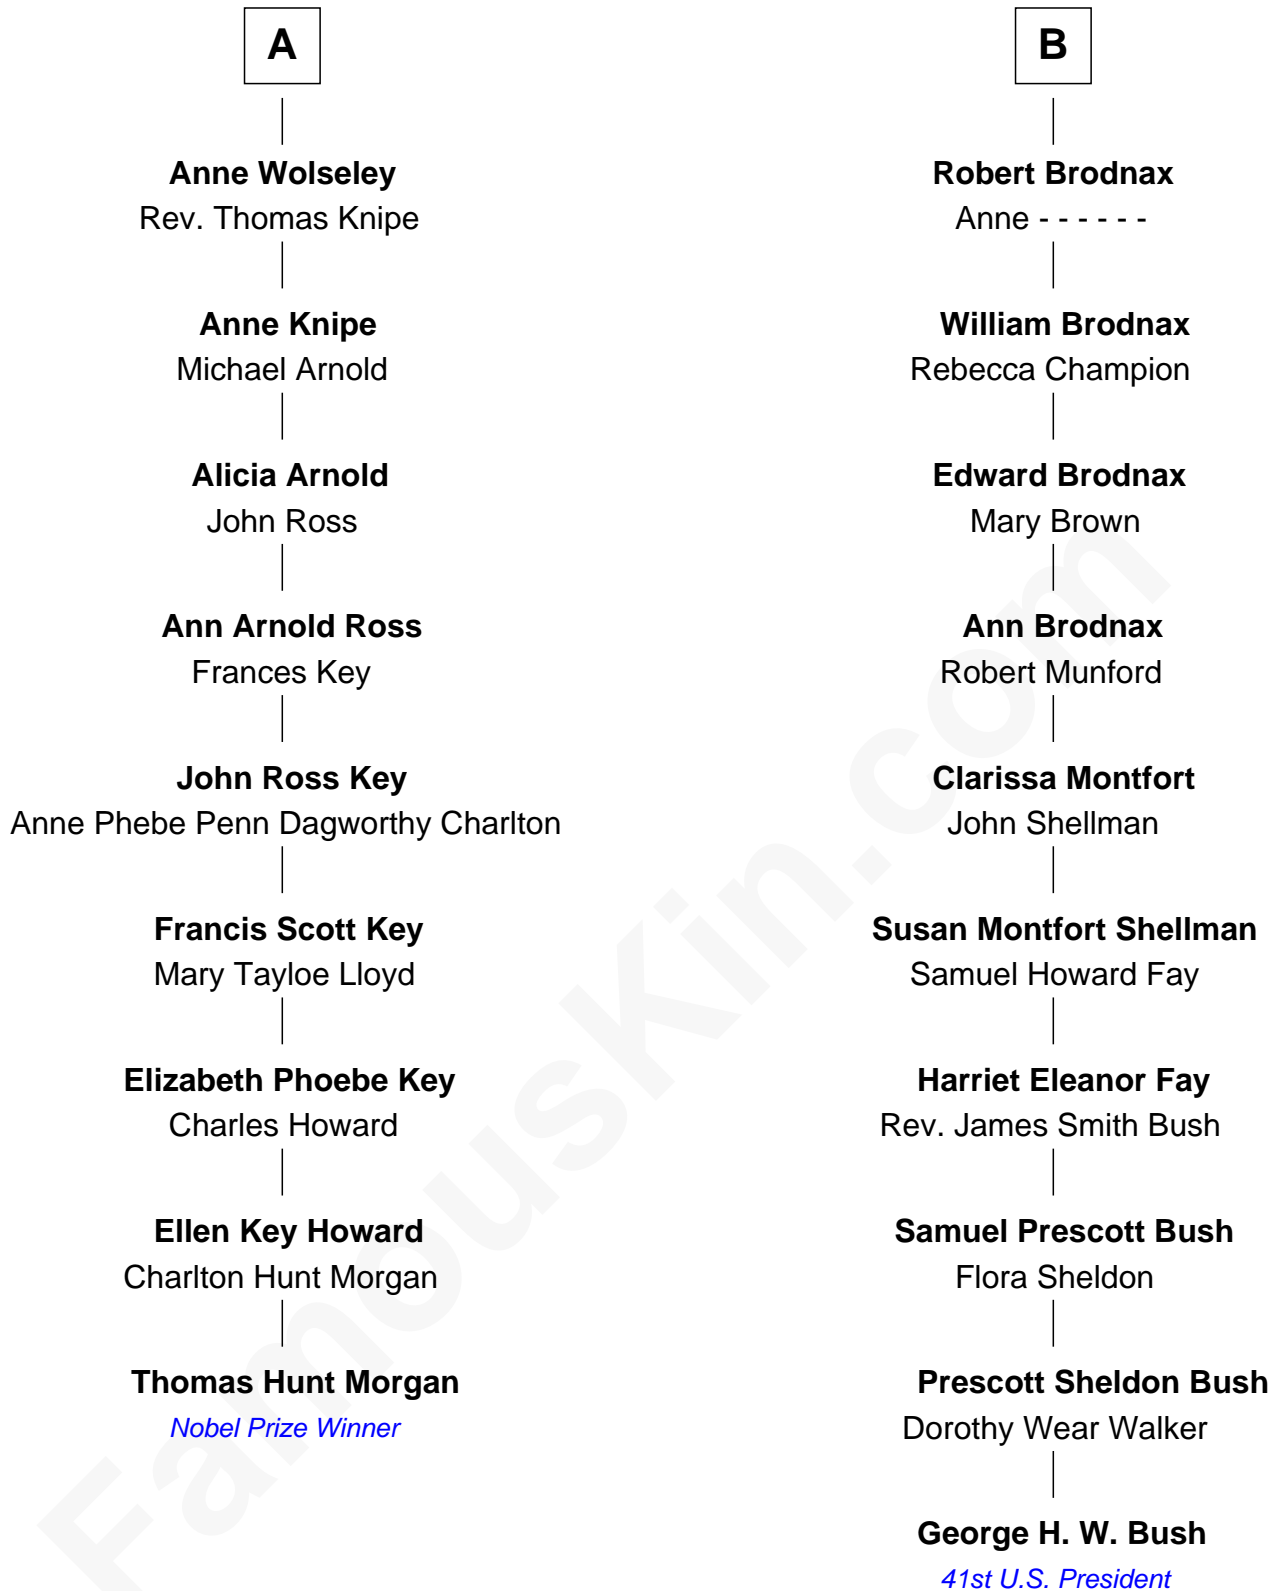 A
Anne Wolseley
Rev. Thomas Knipe
Anne Knipe
Michael Arnold
Alicia Arnold
John Ross
Ann Arnold Ross
Frances Key
John Ross Key
Anne Phebe Penn Dagworthy Charlton
Francis Scott Key
Mary Tayloe Lloyd
Elizabeth Phoebe Key
Charles Howard
Ellen Key Howard
Charlton Hunt Morgan
Thomas Hunt Morgan
Nobel Prize Winner
B
Robert Brodnax
Anne - - - - - -
William Brodnax
Rebecca Champion
Edward Brodnax
Mary Brown
Ann Brodnax
Robert Munford
Clarissa Montfort
John Shellman
Susan Montfort Shellman
Samuel Howard Fay
Harriet Eleanor Fay
Rev. James Smith Bush
Samuel Prescott Bush
Flora Sheldon
Prescott Sheldon Bush
Dorothy Wear Walker
George H. W. Bush
41st U.S. President
FamousKin.com